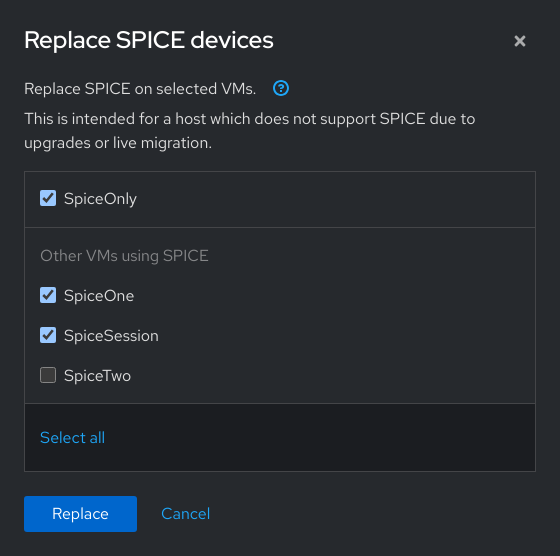 Replace SPICE devices
Replace SPICE on selected VMs.
This is intended for a host which does not support SPICE due to
upgrades or live migration.
SpiceOnly
Other VMs using SPICE
SpiceOne
SpiceSession
SpiceTwo
Select all
Replace Cancel